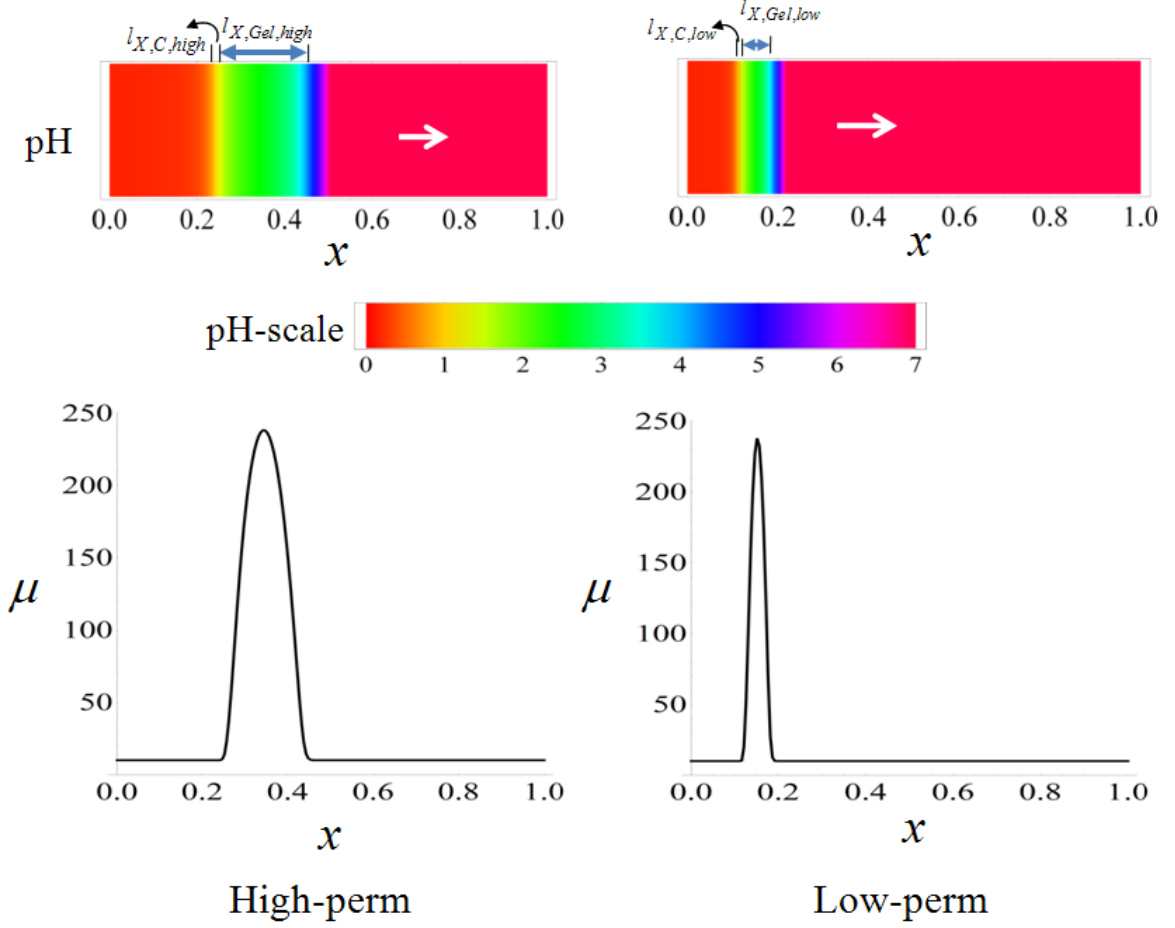 l_{X,C,high} l_{X,Gel,high}
l_{X,C,low} l_{X,Gel,low}
pH
0.0 0.2 0.4 0.6 0.8 1.0
x
0.0 0.2 0.4 0.6 0.8 1.0
x
pH-scale
0 1 2 3 4 5 6 7
250
200
150
100
50
μ
0.0 0.2 0.4 0.6 0.8 1.0
x
High-perm
250
200
150
100
50
μ
0.0 0.2 0.4 0.6 0.8 1.0
x
Low-perm